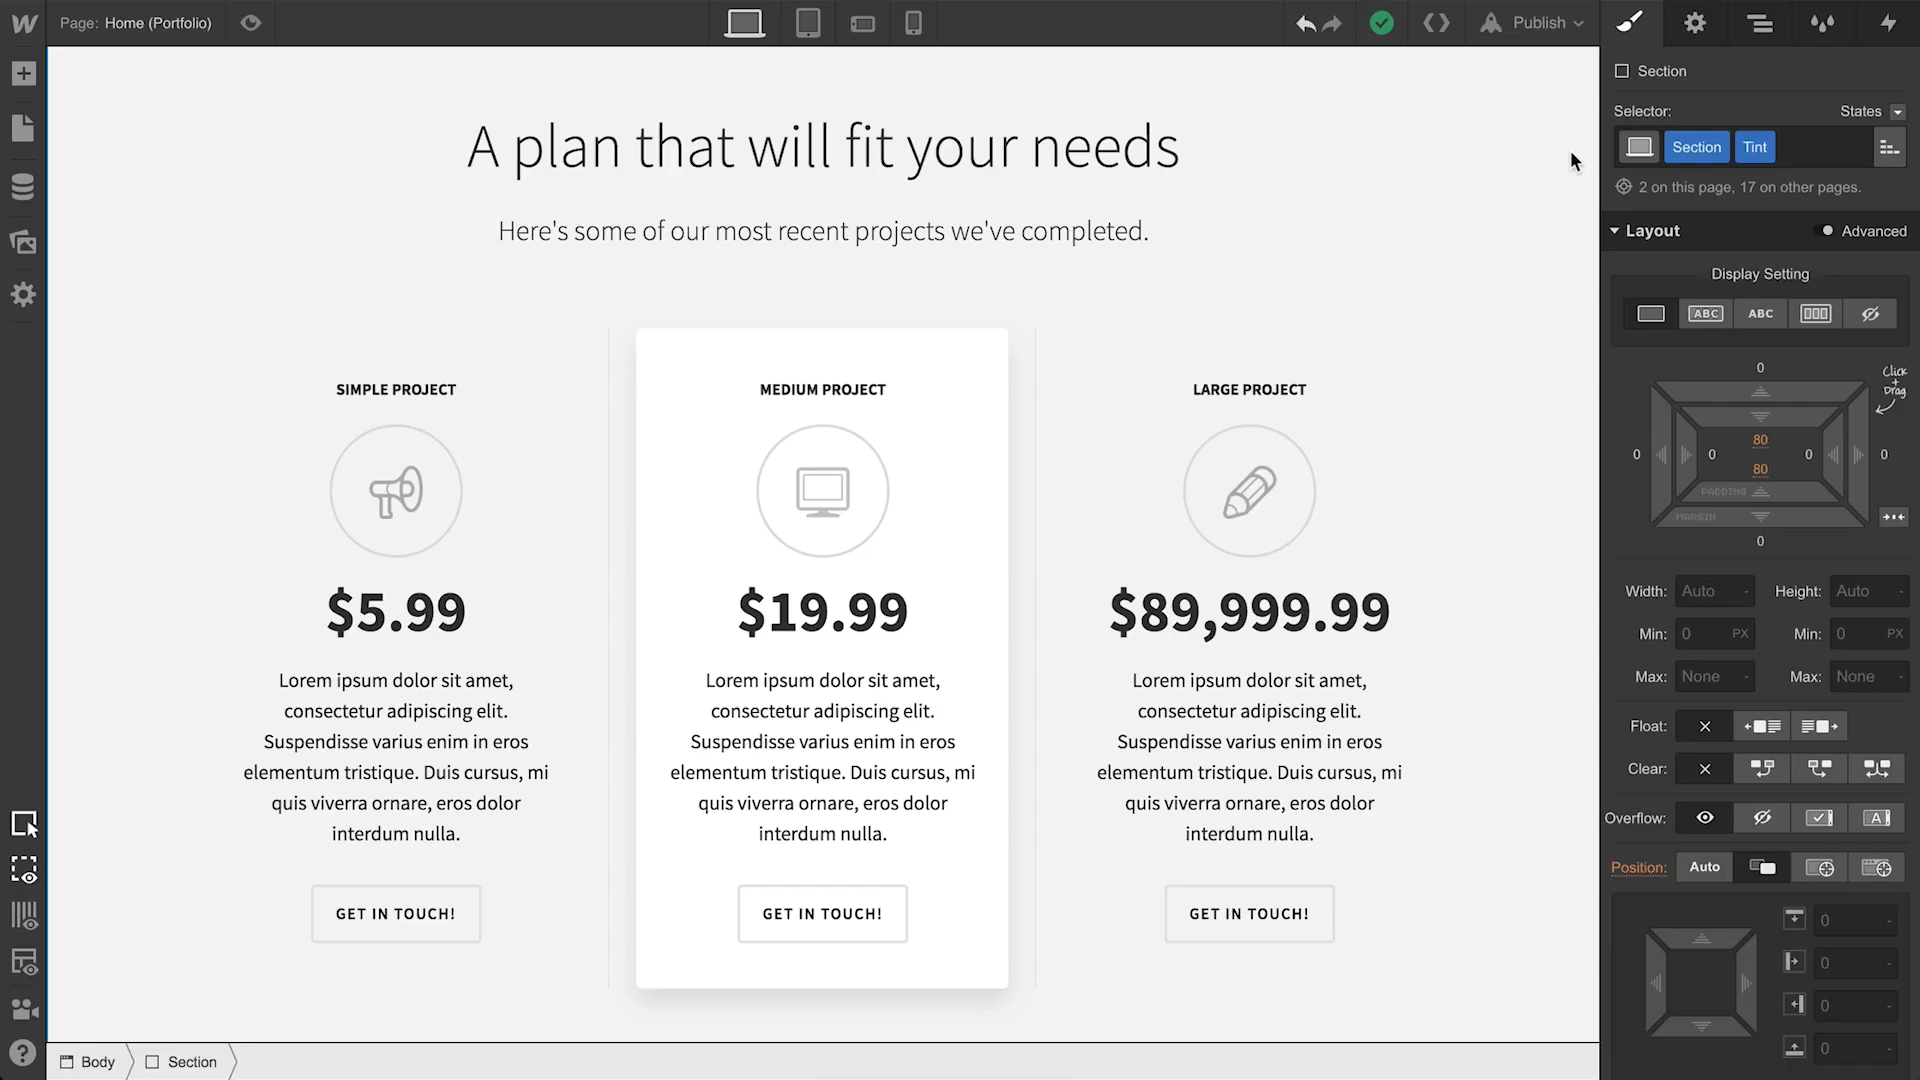 Page: Home (Portfolio)
Publish
Section
Selector:
States
Section
Tint
2 on this page, 17 on other pages.
Layout
Advanced
Display Setting
ABC
ABC
0
Click
+
Drag
80
0
0
0
0
80
PADDING
MARGIN
0
Width: Auto -
Height: Auto -
Min: 0 PX
Min: 0 PX
Max: None -
Max: None -
Float:
Clear:
Overflow:
A
Position:
Auto
0 -
0 -
0 -
0 -
A plan that will fit your needs
Here's some of our most recent projects we've completed.
SIMPLE PROJECT
$5.99
Lorem ipsum dolor sit amet,
consectetur adipiscing elit.
Suspendisse varius enim in eros
elementum tristique. Duis cursus, mi
quis viverra ornare, eros dolor
interdum nulla.
GET IN TOUCH!
MEDIUM PROJECT
$19.99
Lorem ipsum dolor sit amet,
consectetur adipiscing elit.
Suspendisse varius enim in eros
elementum tristique. Duis cursus, mi
quis viverra ornare, eros dolor
interdum nulla.
GET IN TOUCH!
LARGE PROJECT
$89,999.99
Lorem ipsum dolor sit amet,
consectetur adipiscing elit.
Suspendisse varius enim in eros
elementum tristique. Duis cursus, mi
quis viverra ornare, eros dolor
interdum nulla.
GET IN TOUCH!
Body
Section